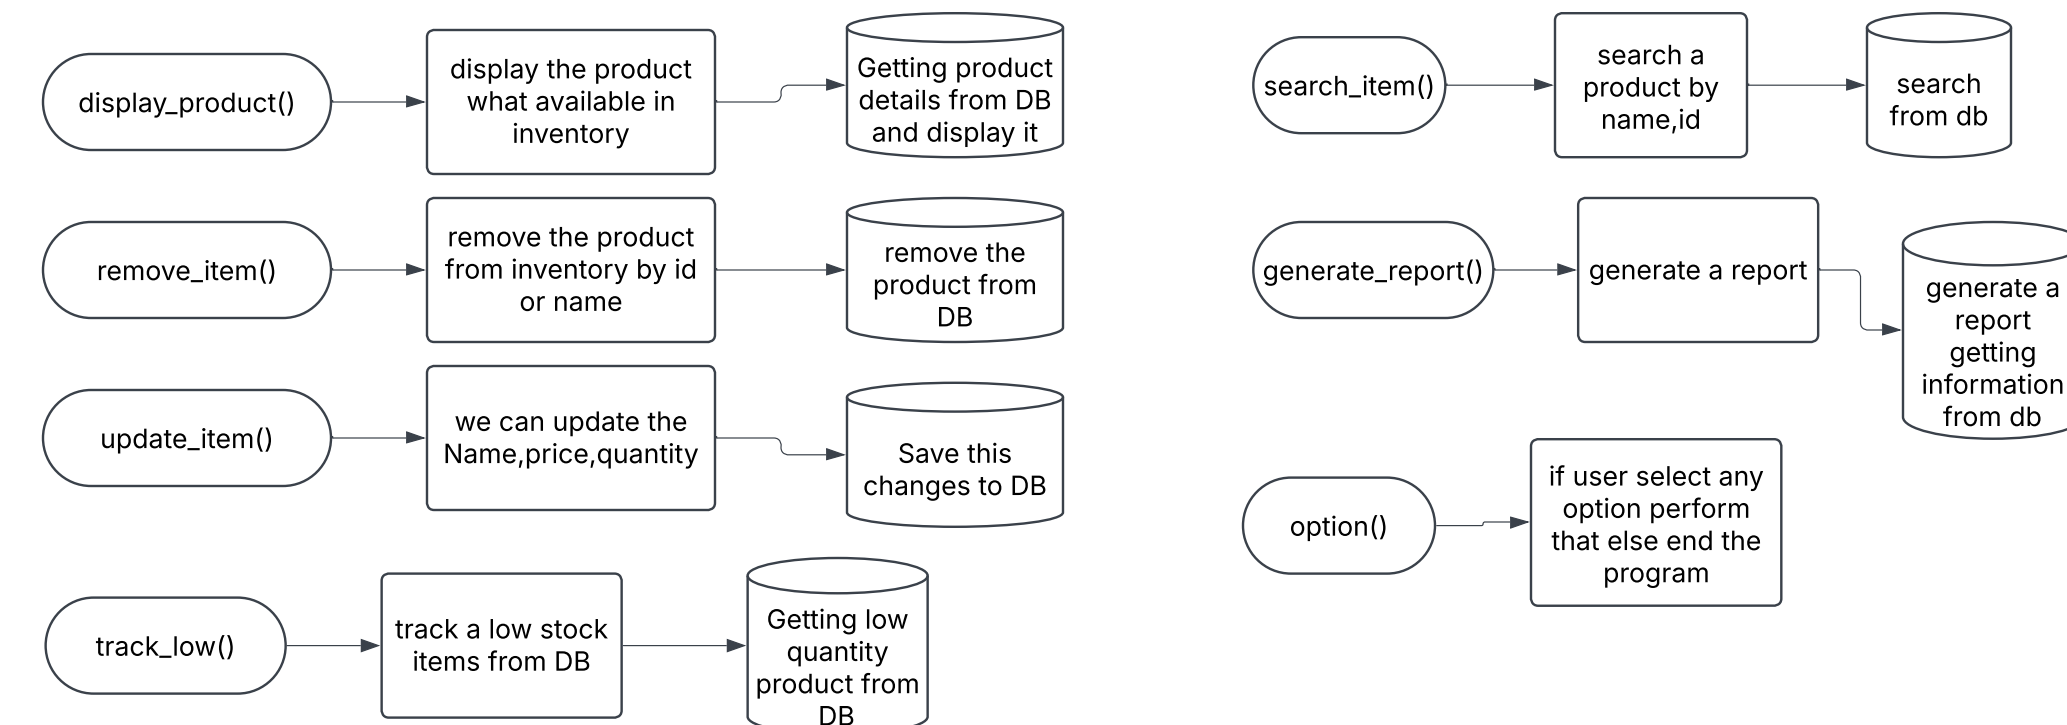 display_product()
display the product
what available in
inventory
Getting product
details from DB
and display it
remove_item()
remove the product
from inventory by id
or name
remove the
product from
DB
update_item()
we can update the
Name,price,quantity
Save this
changes to DB
track_low()
track a low stock
items from DB
Getting low
quantity
product from
DB
search_item()
search a
product by
name,id
search
from db
generate_report()
generate a report
generate a
report
getting
information
from db
option()
if user select any
option perform
that else end the
program